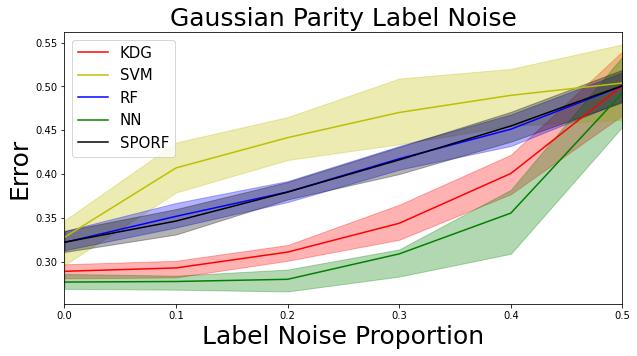 Gaussian Parity Label Noise
KDG
SVM
RF
NN
SPORF
Error
0.55
0.50
0.45
0.40
0.35
0.30
0.0 0.1 0.2 0.3 0.4 0.5
Label Noise Proportion